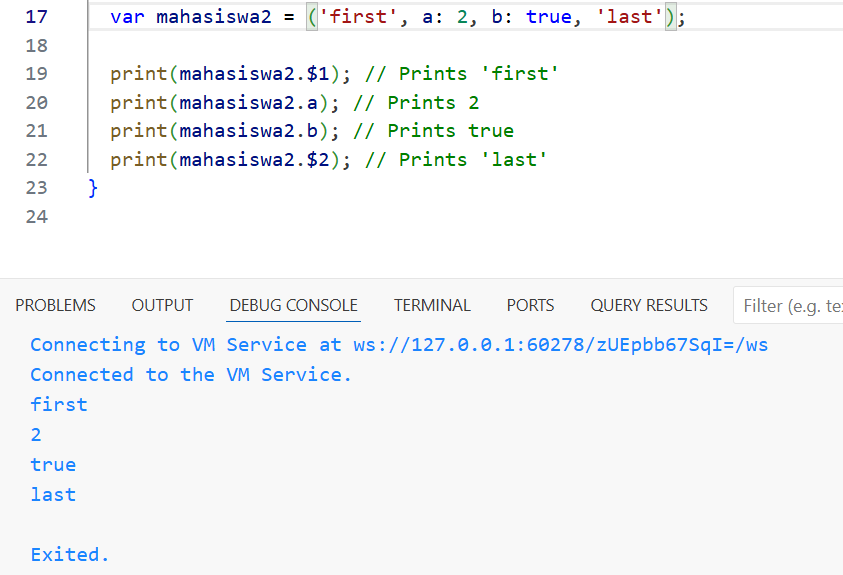 17 var mahasiswa2 = ('first', a: 2, b: true, 'last');
18
19 print(mahasiswa2.$1); // Prints 'first'
20 print(mahasiswa2.a); // Prints 2
21 print(mahasiswa2.b); // Prints true
22 print(mahasiswa2.$2); // Prints 'last'
23 }
24
PROBLEMS OUTPUT DEBUG CONSOLE TERMINAL PORTS QUERY RESULTS Filter (e.g. te
Connecting to VM Service at ws://127.0.0.1:60278/zUEpbb67SqI=/ws
Connected to the VM Service.
first
2
true
last
Exited.